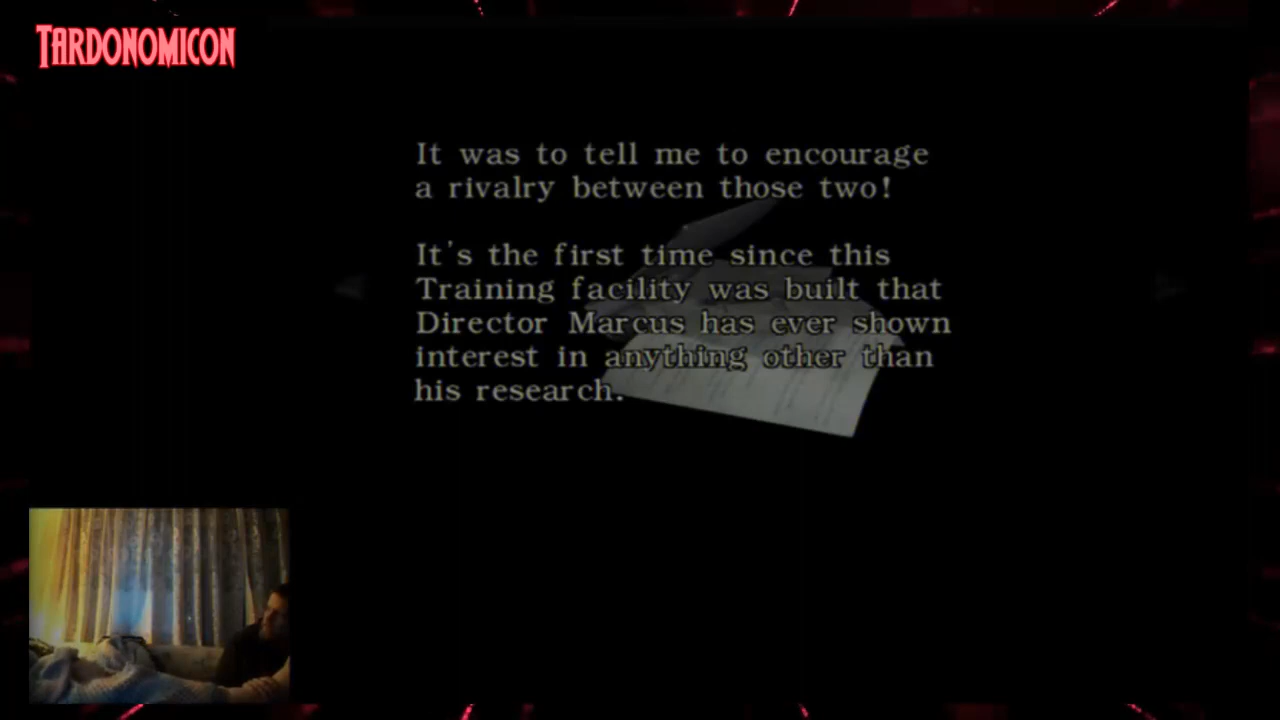 TARDONOMICON
It was to tell me to encourage
a rivalry between those two!
It's the first time since this
Training facility was built that
Director Marcus has ever shown
interest in anything other than
his research.